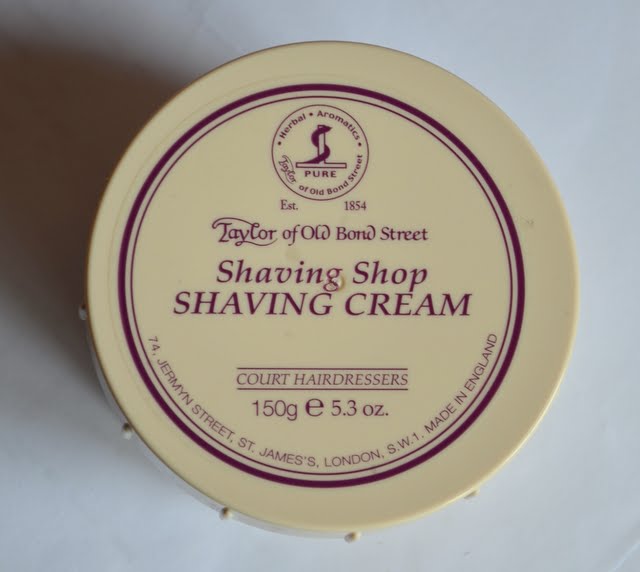 • Herbal • Aromatics •
PURE
Taylor of Old Bond Street
Est. 1854
Taylor of Old Bond Street
Shaving Shop
SHAVING CREAM
COURT HAIRDRESSERS
150g ℮ 5.3 oz.
74, JERMYN STREET, ST. JAMES'S, LONDON, S.W.1. MADE IN ENGLAND